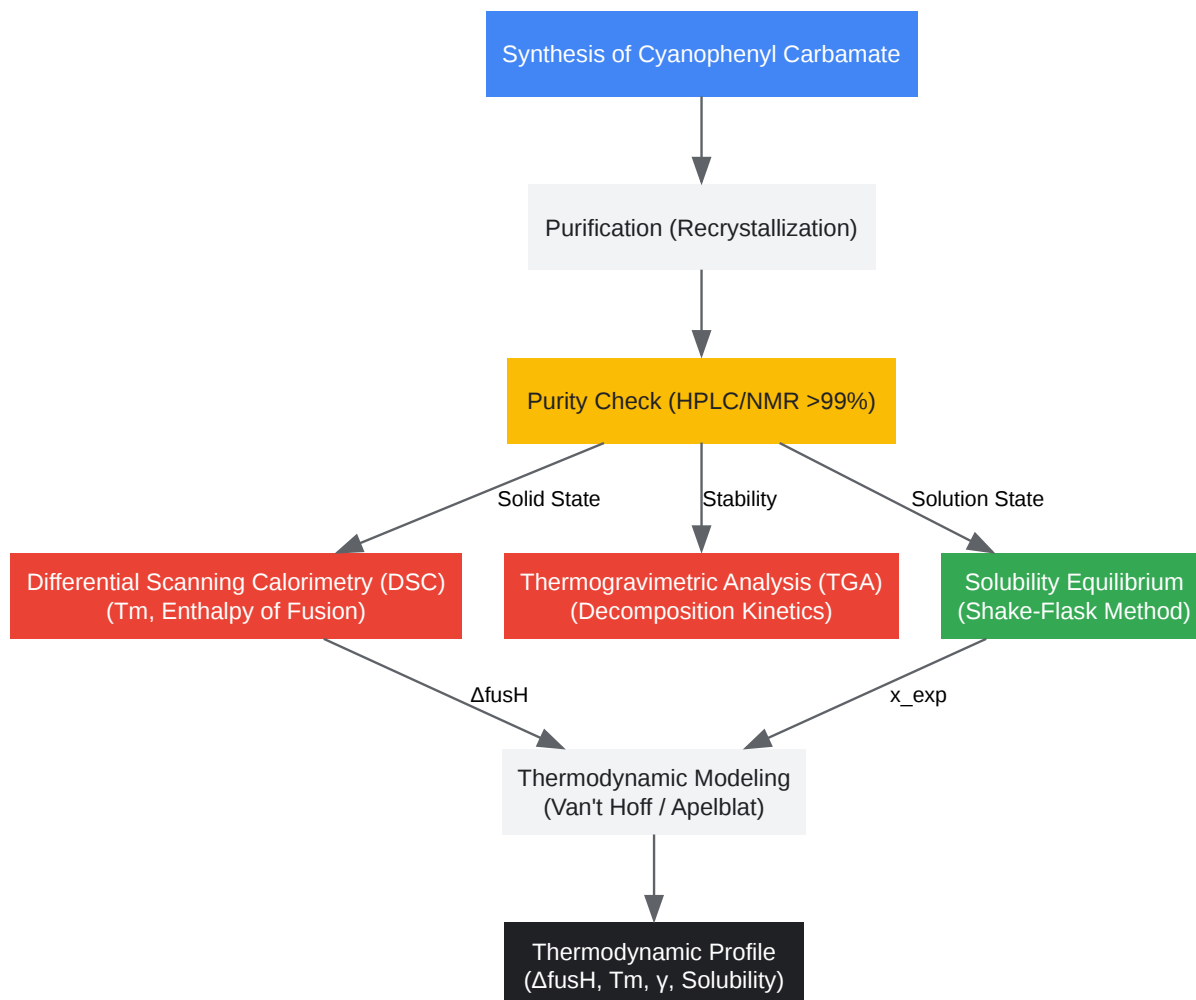 Synthesis of Cyanophenyl Carbamate
Purification (Recrystallization)
Purity Check (HPLC/NMR >99%)
Solid State
Stability
Solution State
Differential Scanning Calorimetry (DSC)
(Tm, Enthalpy of Fusion)
Thermogravimetric Analysis (TGA)
(Decomposition Kinetics)
Solubility Equilibrium
(Shake-Flask Method)
ΔfusH
x_exp
Thermodynamic Modeling
(Van't Hoff / Apelblat)
Thermodynamic Profile
(ΔfusH, Tm, γ, Solubility)